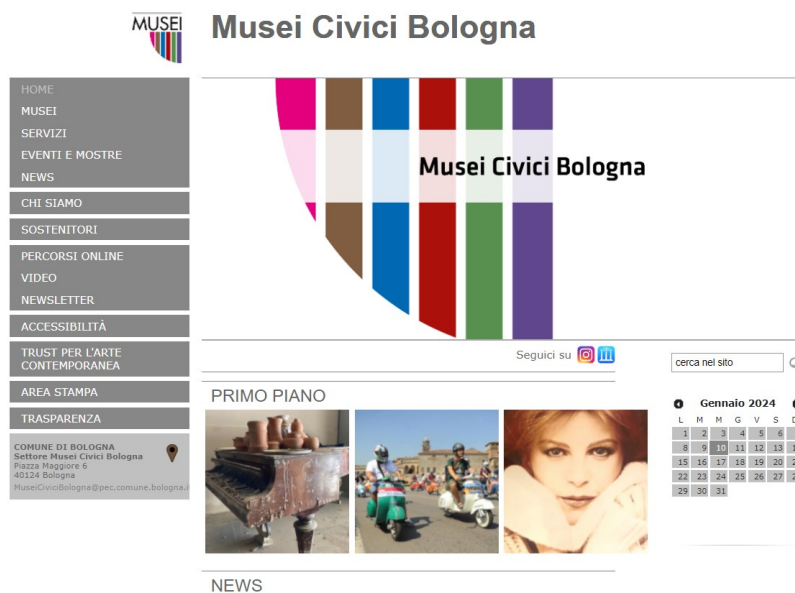 MUSEI
Musei Civici Bologna
HOME
MUSEI
SERVIZI
EVENTI E MOSTRE
NEWS
CHI SIAMO
SOSTENITORI
PERCORSI ONLINE
VIDEO
NEWSLETTER
ACCESSIBILITÀ
TRUST PER L'ARTE
CONTEMPORANEA
AREA STAMPA
TRASPARENZA
COMUNE DI BOLOGNA
Settore Musei Civici Bologna
Piazza Maggiore 6
40124 Bologna
MuseiCiviciBologna@pec.comune.bologna.i
Musei Civici Bologna
Seguici su
PRIMO PIANO
NEWS
cerca nel sito
Gennaio 2024
L M M G V S D
1 2 3 4 5 6
8 9 10 11 12 13
15 16 17 18 19 20
22 23 24 25 26 27
29 30 31